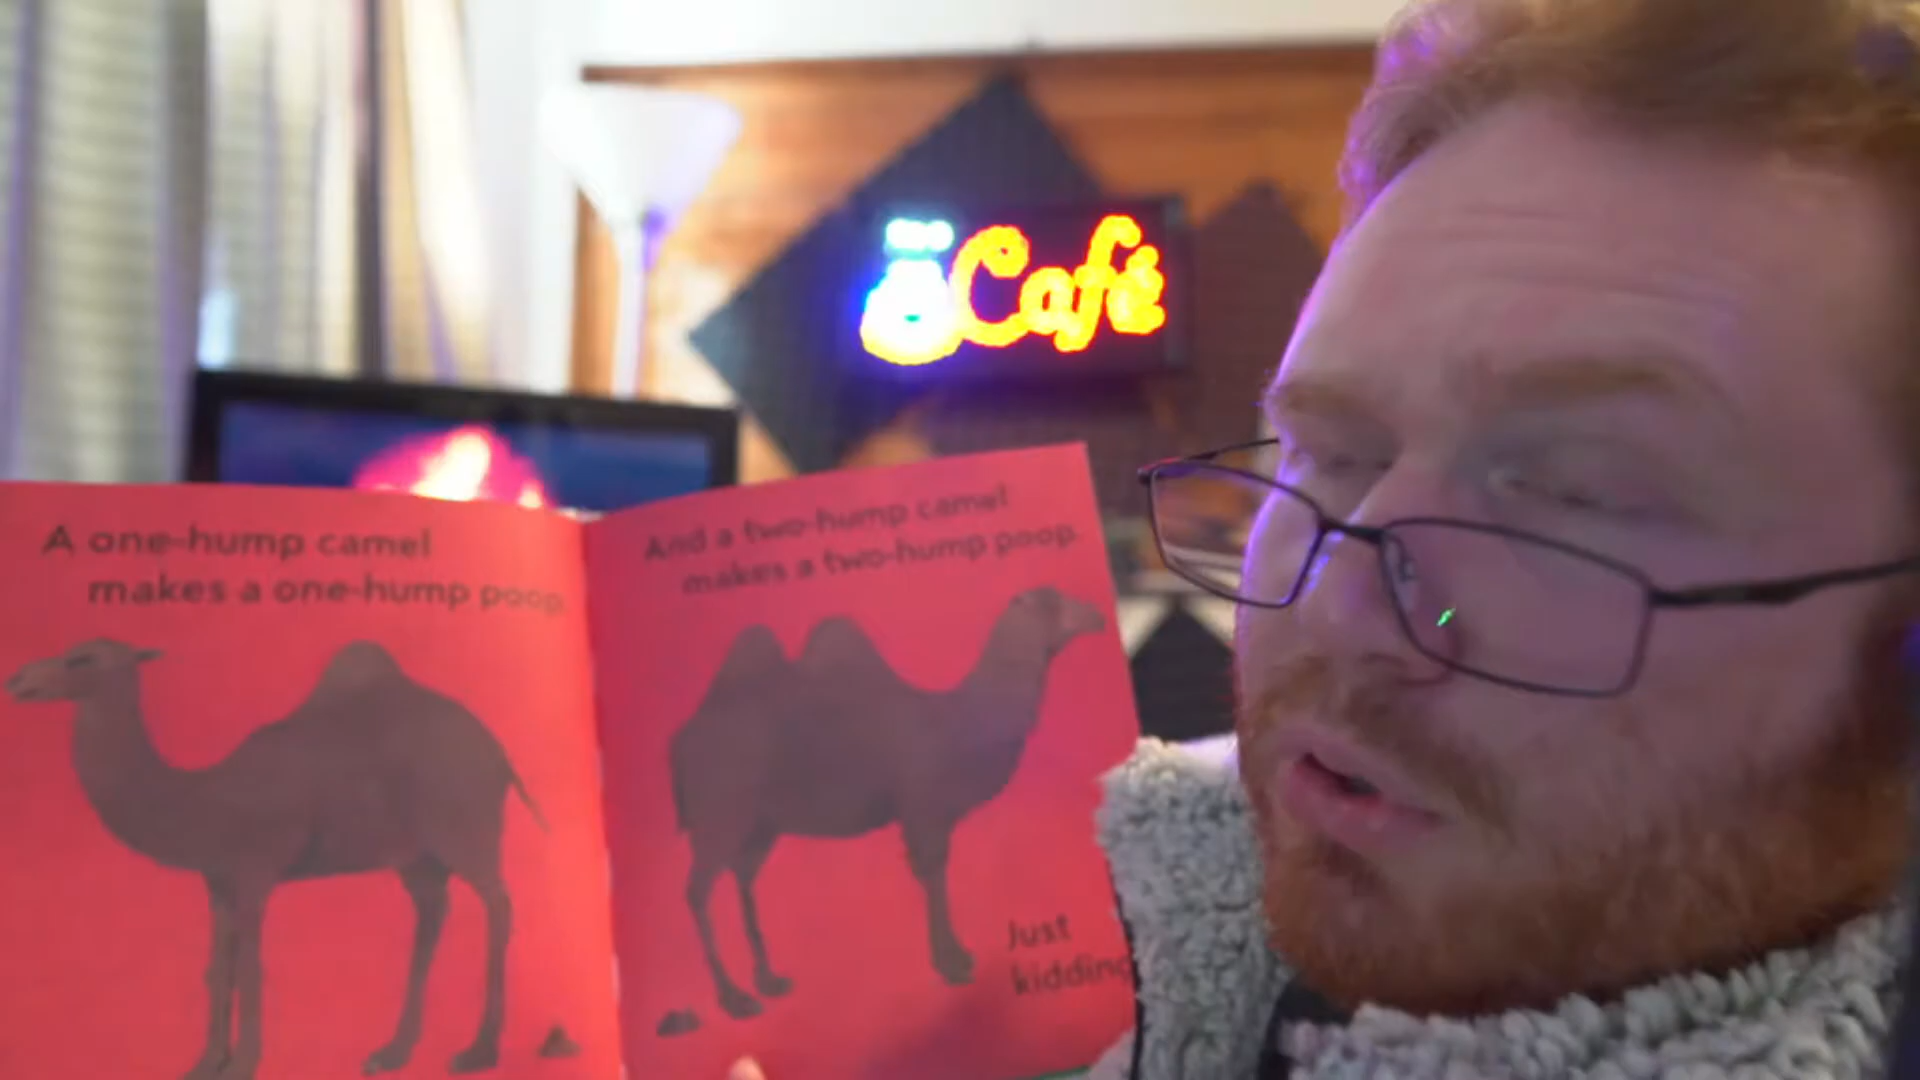 Café
A one-hump camel
makes a one-hump poop.
And a two-hump camel
makes a two-hump poop.
Just
kidding